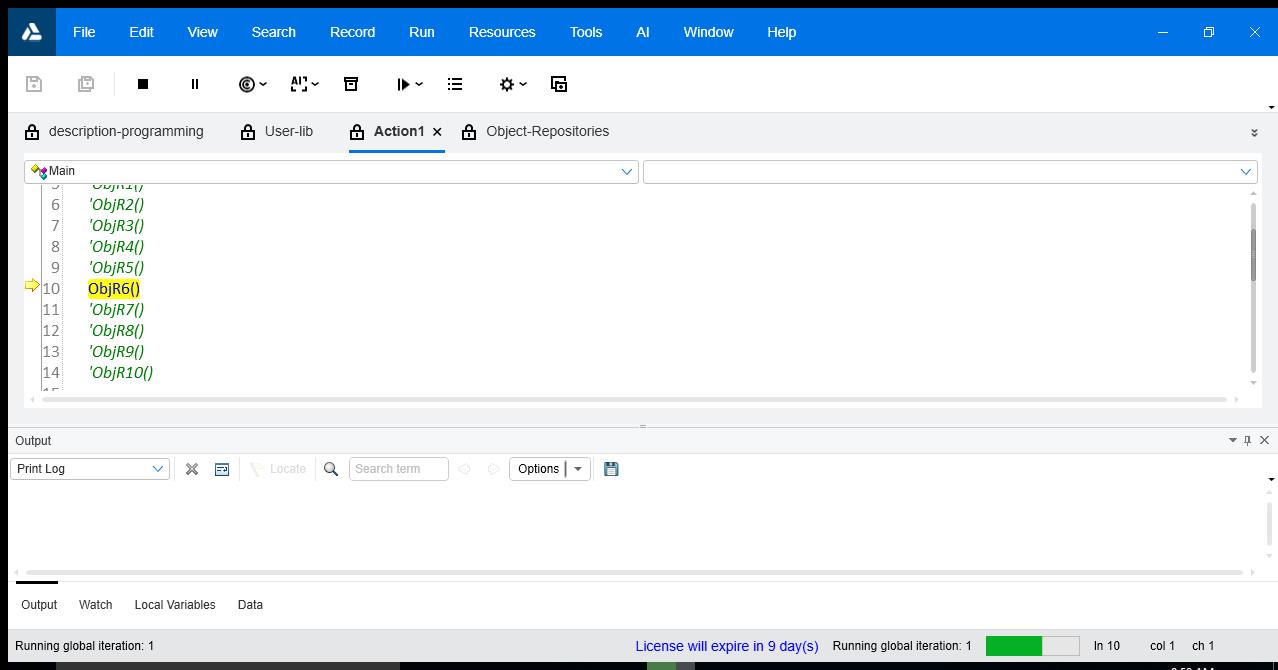 File Edit View Search Record Run Resources Tools AI Window Help
description-programming User-lib Action1 Object-Repositories
Main
5 'ObjR1()
6 'ObjR2()
7 'ObjR3()
8 'ObjR4()
9 'ObjR5()
10 ObjR6()
11 'ObjR7()
12 'ObjR8()
13 'ObjR9()
14 'ObjR10()
15
Output
Print Log Locate Search term Options
Output Watch Local Variables Data
Running global iteration: 1 License will expire in 9 day(s) Running global iteration: 1 ln 10 col 1 ch 1